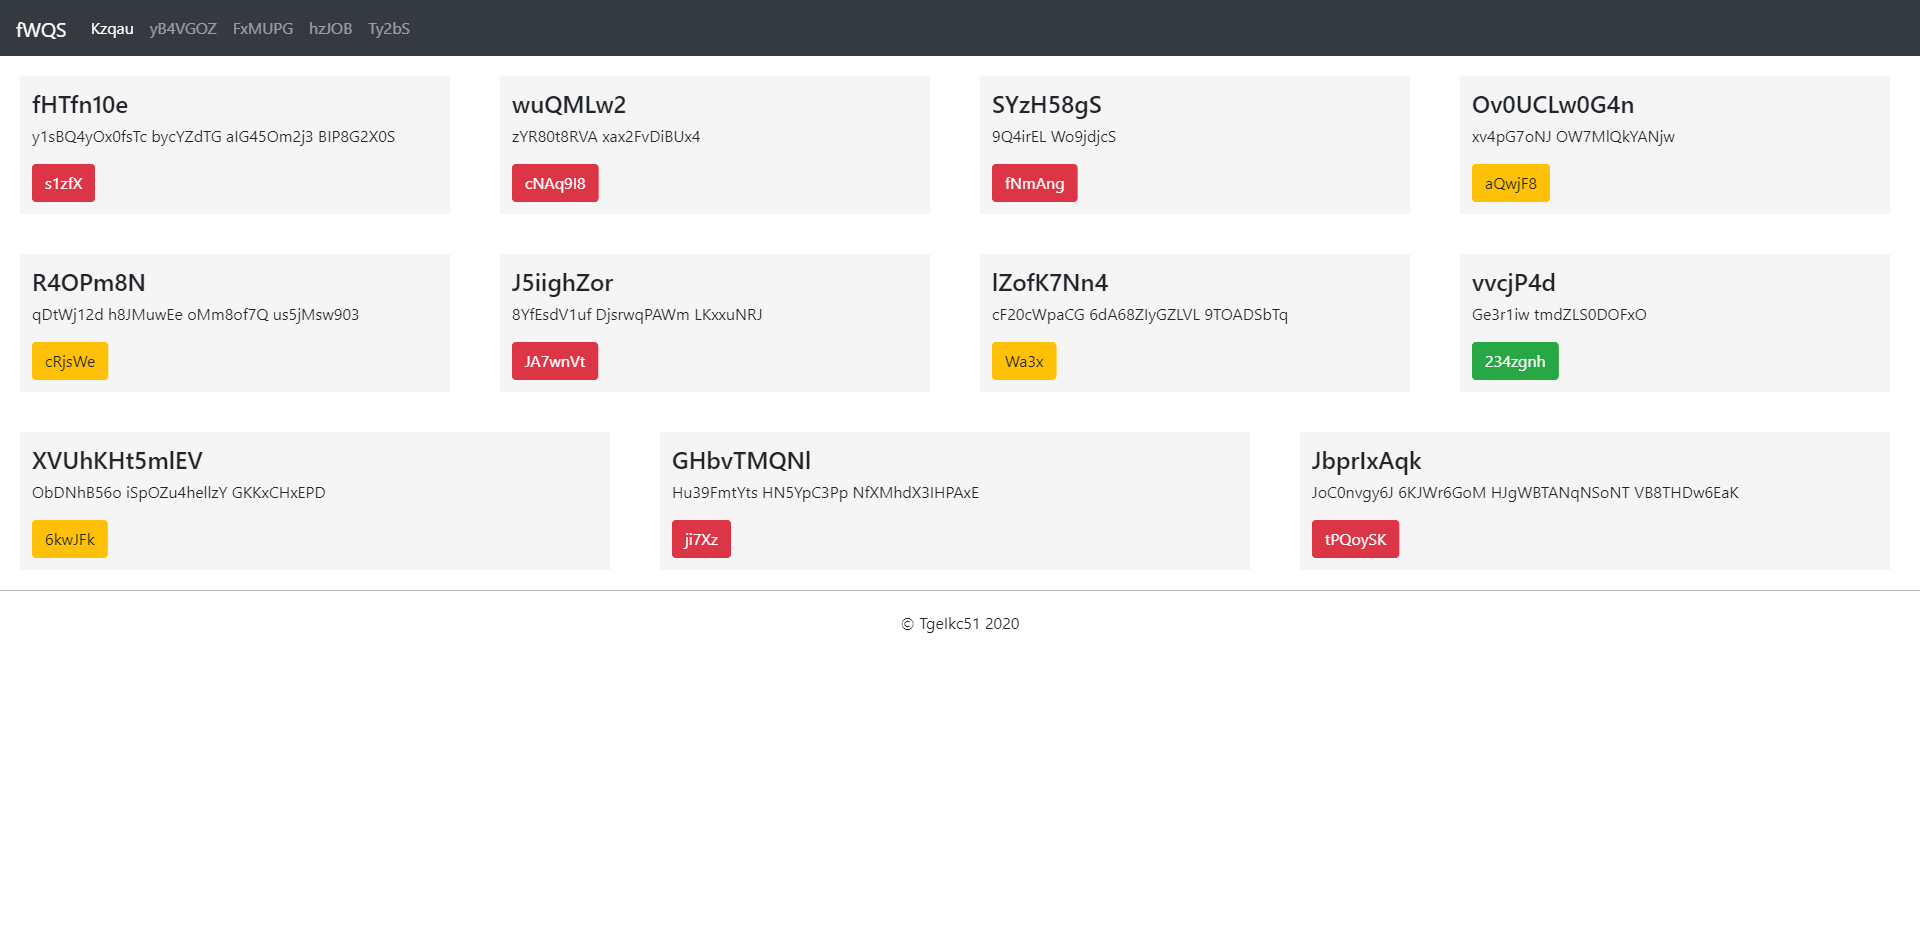 fWQS Kzqau yB4VGOZ FxMUPG hzJOB Ty2bS
fHTfn10e
y1sBQ4yOx0fsTc bycYZdTG aIG45Om2j3 BIP8G2X0S
s1zfX
wuQMLw2
zYR80t8RVA xax2FvDiBUx4
cNAq9I8
SYzH58gS
9Q4irEL Wo9jdjcS
fNmAng
Ov0UCLw0G4n
xv4pG7oNJ OW7MlQkYANjw
aQwjF8
R4OPm8N
qDtWj12d h8JMuwEe oMm8of7Q us5jMsw903
cRjsWe
J5iighZor
8YfEsdV1uf DjsrwqPAWm LKxxuNRJ
JA7wnVt
lZofK7Nn4
cF20cWpaCG 6dA68ZIyGZLVL 9TOADSbTq
Wa3x
vvcjP4d
Ge3r1iw tmdZLS0DOFxO
234zgnh
XVUhKHt5mlEV
ObDNhB56o iSpOZu4hellzY GKKxCHxEPD
6kwJFk
GHbvTMQNl
Hu39FmtYts HN5YpC3Pp NfXMhdX3IHPAxE
ji7Xz
JbprIxAqk
JoC0nvgy6J 6KJWr6GoM HJgWBTANqNSoNT VB8THDw6EaK
tPQoySK
© TgeIkc51 2020